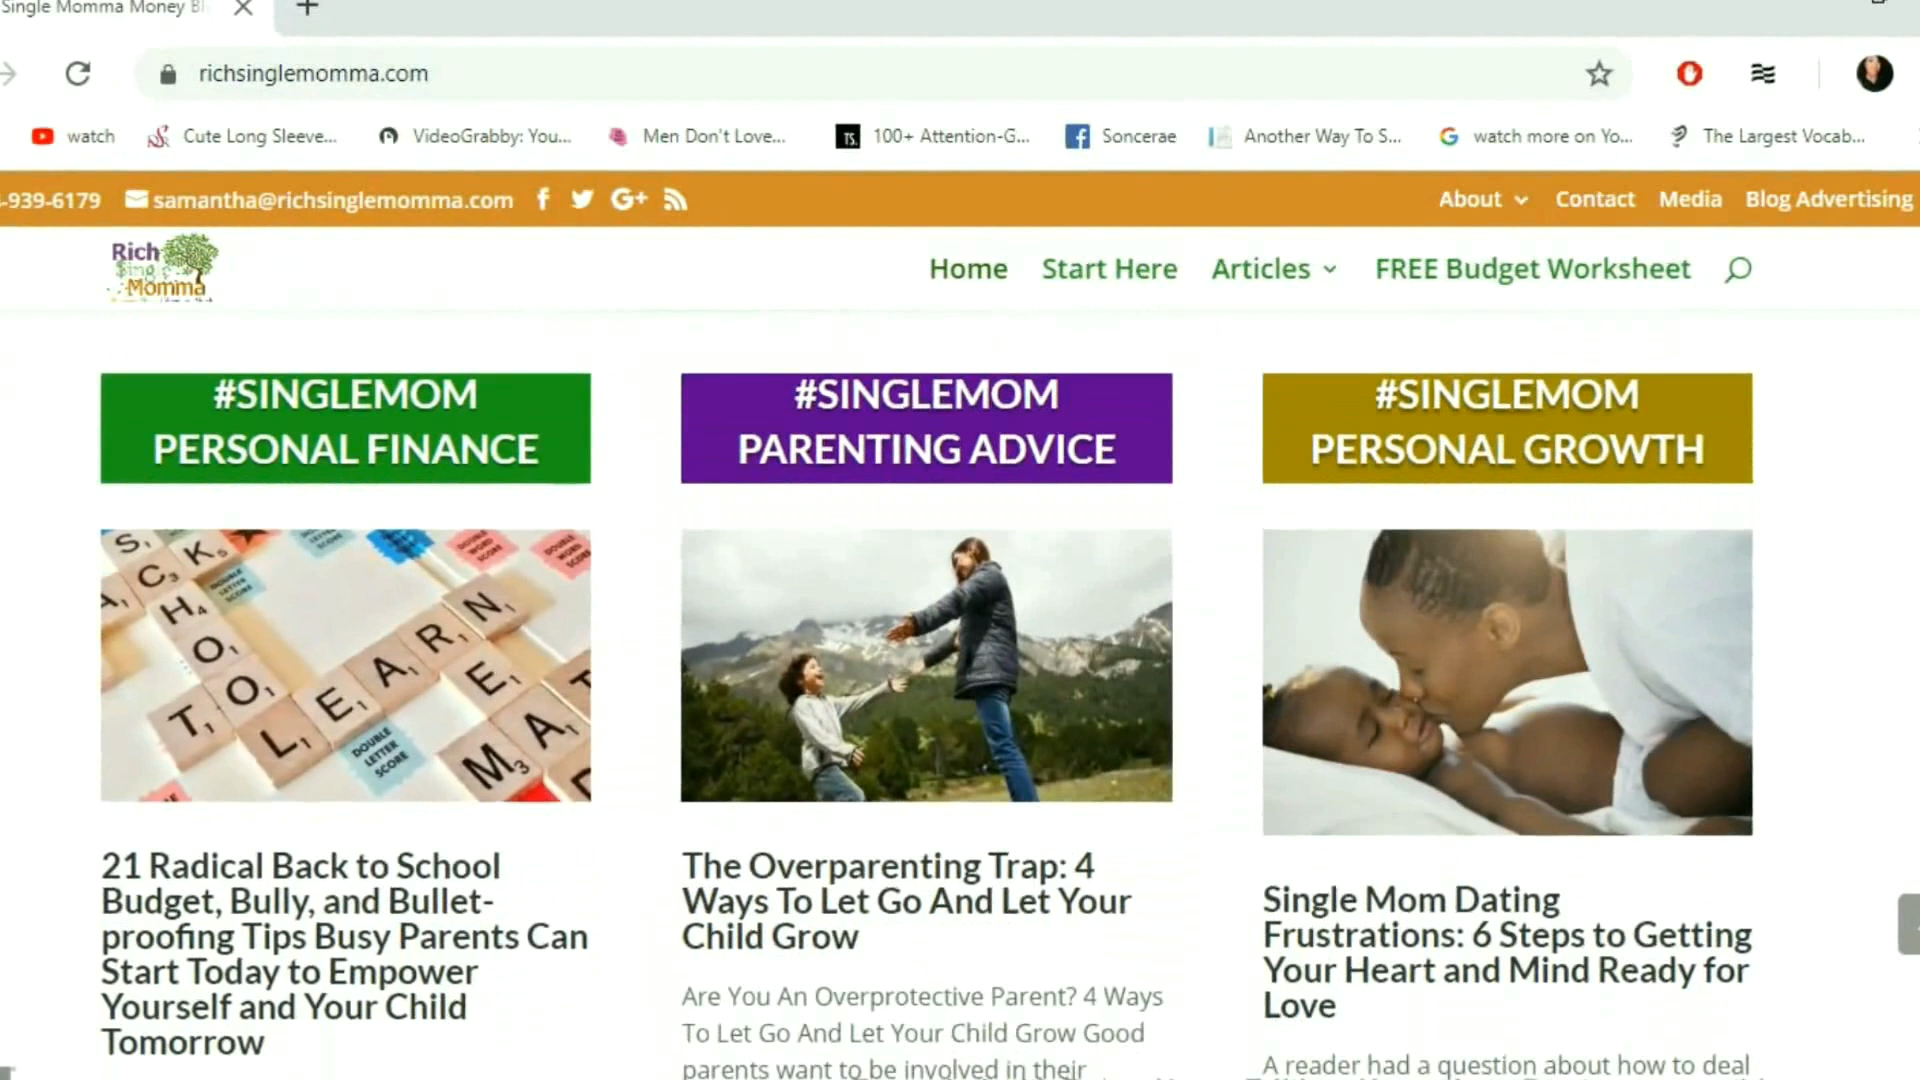 Single Momma Money Bl
richsinglemomma.com
watch
Cute Long Sleeve...
VideoGrabby: You...
Men Don't Love...
TS.
100+ Attention-G...
Soncerae
Another Way To S...
watch more on Yo...
The Largest Vocab...
-939-6179
samantha@richsinglemomma.com
G+
About
Contact
Media
Blog Advertising
Rich
Single
Momma
Home
Start Here
Articles
FREE Budget Worksheet
#SINGLEMOM
PERSONAL FINANCE
#SINGLEMOM
PARENTING ADVICE
#SINGLEMOM
PERSONAL GROWTH
SCHOOL
LEARN
DOUBLE
LETTER
SCORE
21 Radical Back to School
Budget, Bully, and Bullet-
proofing Tips Busy Parents Can
Start Today to Empower
Yourself and Your Child
Tomorrow
The Overparenting Trap: 4
Ways To Let Go And Let Your
Child Grow
Are You An Overprotective Parent? 4 Ways
To Let Go And Let Your Child Grow Good
parents want to be involved in their
Single Mom Dating
Frustrations: 6 Steps to Getting
Your Heart and Mind Ready for
Love
A reader had a question about how to deal